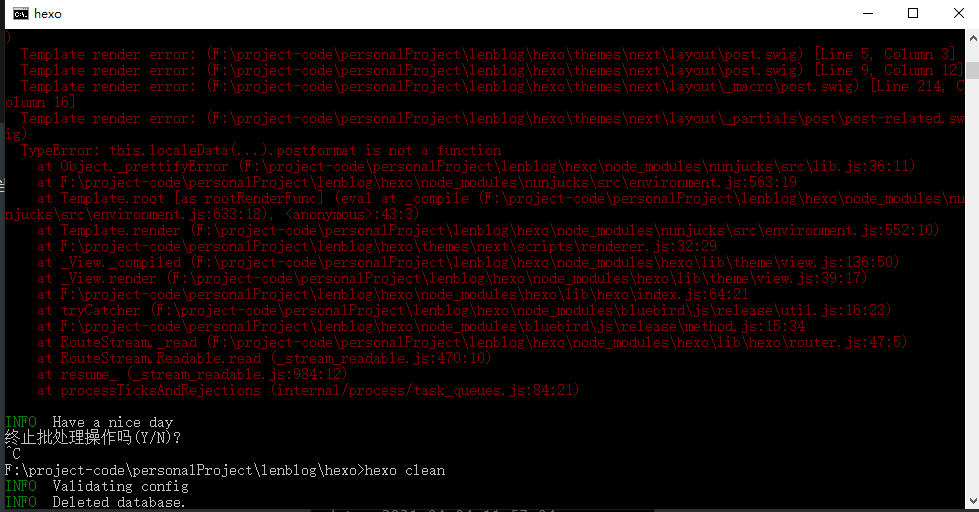 hexo
)
Template render error: (F:\project-code\personalProject\lenblog\hexo\themes\next\layout\post.swig) [Line 5, Column 3]
Template render error: (F:\project-code\personalProject\lenblog\hexo\themes\next\layout\post.swig) [Line 9, Column 12]
Template render error: (F:\project-code\personalProject\lenblog\hexo\themes\next\layout\_macro\post.swig) [Line 214, C
olumn 16]
Template render error: (F:\project-code\personalProject\lenblog\hexo\themes\next\layout\_partials\post\post-related.sw
ig)
TypeError: this.localeData(...).postformat is not a function
at Object._prettifyError (F:\project-code\personalProject\lenblog\hexo\node_modules\nunjucks\src\lib.js:36:11)
at F:\project-code\personalProject\lenblog\hexo\node_modules\nunjucks\src\environment.js:563:19
at Template.root [as rootRenderFunc] (eval at _compile (F:\project-code\personalProject\lenblog\hexo\node_modules\nu
njucks\src\environment.js:633:18), <anonymous>:43:3)
at Template.render (F:\project-code\personalProject\lenblog\hexo\node_modules\nunjucks\src\environment.js:552:10)
at F:\project-code\personalProject\lenblog\hexo\themes\next\scripts\renderer.js:32:29
at _View._compiled (F:\project-code\personalProject\lenblog\hexo\node_modules\hexo\lib\theme\view.js:136:50)
at _View.render (F:\project-code\personalProject\lenblog\hexo\node_modules\hexo\lib\theme\view.js:39:17)
at F:\project-code\personalProject\lenblog\hexo\node_modules\hexo\lib\hexo\index.js:64:21
at tryCatcher (F:\project-code\personalProject\lenblog\hexo\node_modules\bluebird\js\release\util.js:16:23)
at F:\project-code\personalProject\lenblog\hexo\node_modules\bluebird\js\release\method.js:15:34
at RouteStream._read (F:\project-code\personalProject\lenblog\hexo\node_modules\hexo\lib\hexo\router.js:47:5)
at RouteStream.Readable.read (_stream_readable.js:470:10)
at resume_ (_stream_readable.js:984:12)
at processTicksAndRejections (internal/process/task_queues.js:84:21)
INFO  Have a nice day
终止批处理操作吗(Y/N)?
^C
F:\project-code\personalProject\lenblog\hexo>hexo clean
INFO  Validating config
INFO  Deleted database.